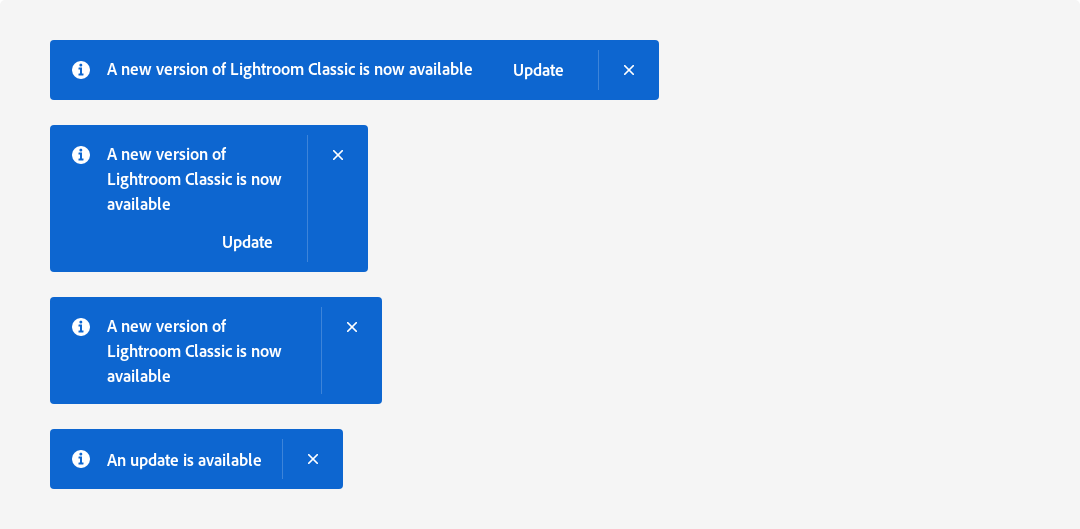 A new version of Lightroom Classic is now available Update
A new version of
Lightroom Classic is now
available
Update
A new version of
Lightroom Classic is now
available
An update is available